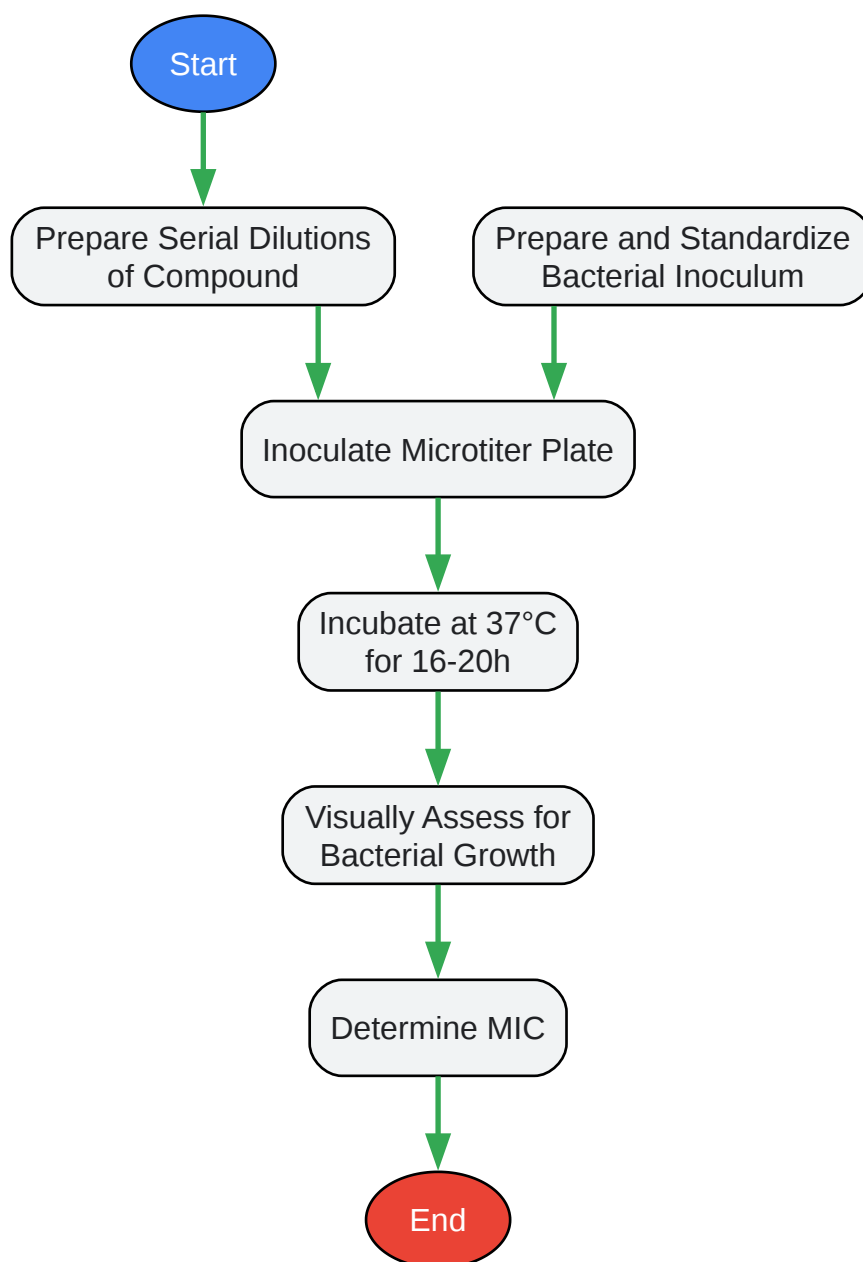 Start
Prepare Serial Dilutions
of Compound
Prepare and Standardize
Bacterial Inoculum
Inoculate Microtiter Plate
Incubate at 37°C
for 16-20h
Visually Assess for
Bacterial Growth
Determine MIC
End